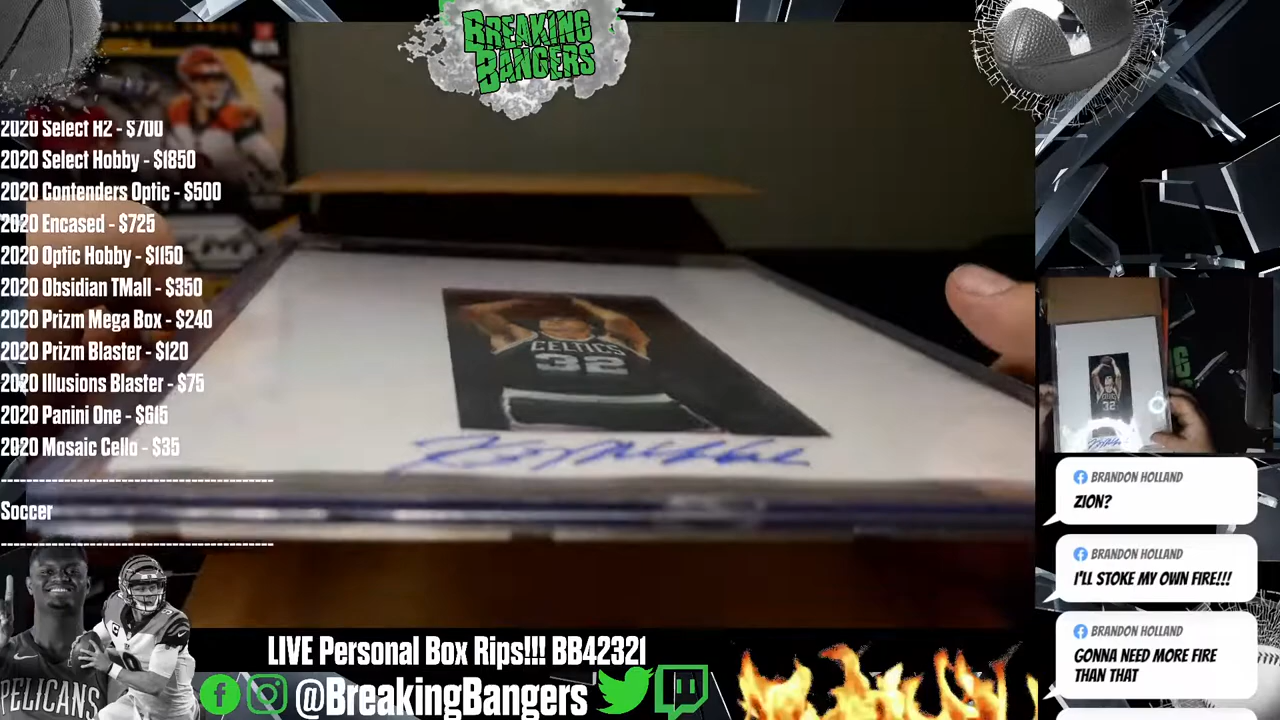 BREAKING
BANGERS
2020 Select H2 - $700
2020 Select Hobby - $1850
2020 Contenders Optic - $500
2020 Encased - $725
2020 Optic Hobby - $1150
2020 Obsidian TMall - $350
2020 Prizm Mega Box - $240
2020 Prizm Blaster - $120
2020 Illusions Blaster - $75
2020 Panini One - $615
2020 Mosaic Cello - $35
Soccer
CELTICS
32
32
BRANDON HOLLAND
ZION?
BRANDON HOLLAND
I'LL STOKE MY OWN FIRE!!!
BRANDON HOLLAND
GONNA NEED MORE FIRE
THAN THAT
PELICANS
LIVE Personal Box Rips!!! BB42321
@BreakingBangers